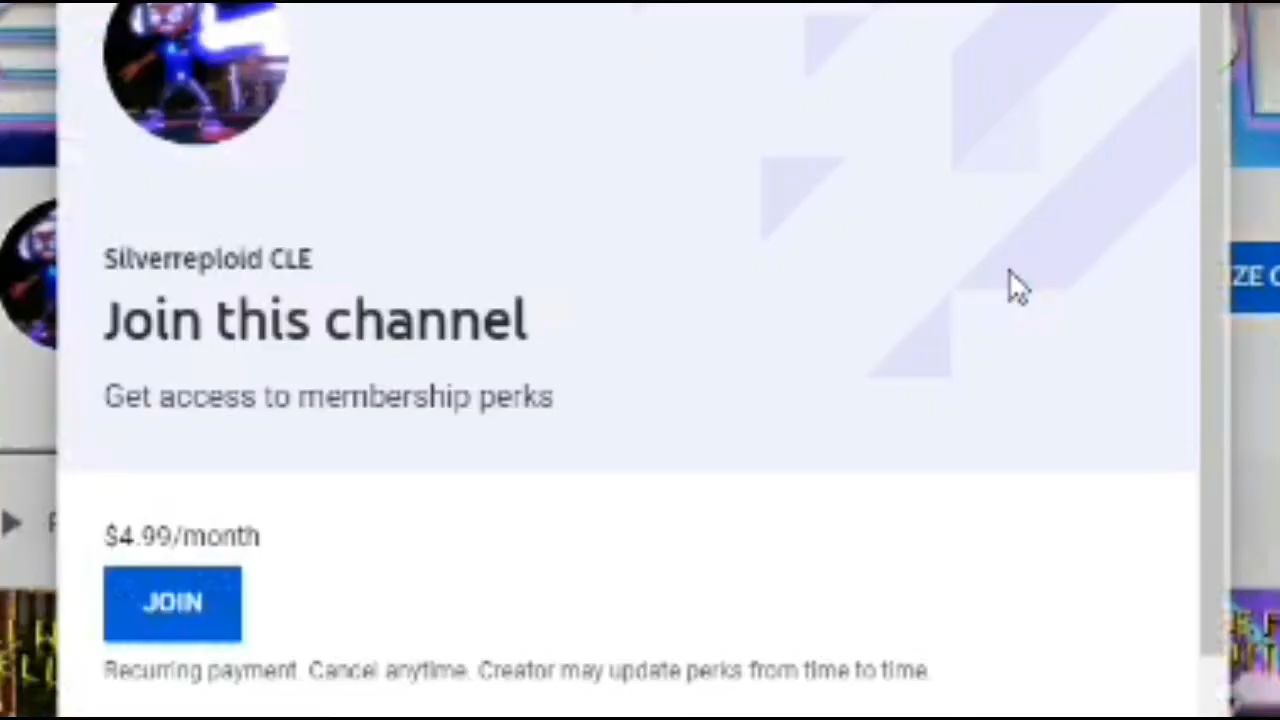 Silverreploid CLE
Join this channel
ZE
Get access to membership perks
$4.99/month
JOIN
Recurring payment. Cancel anytime. Creator may update perks from time to time.